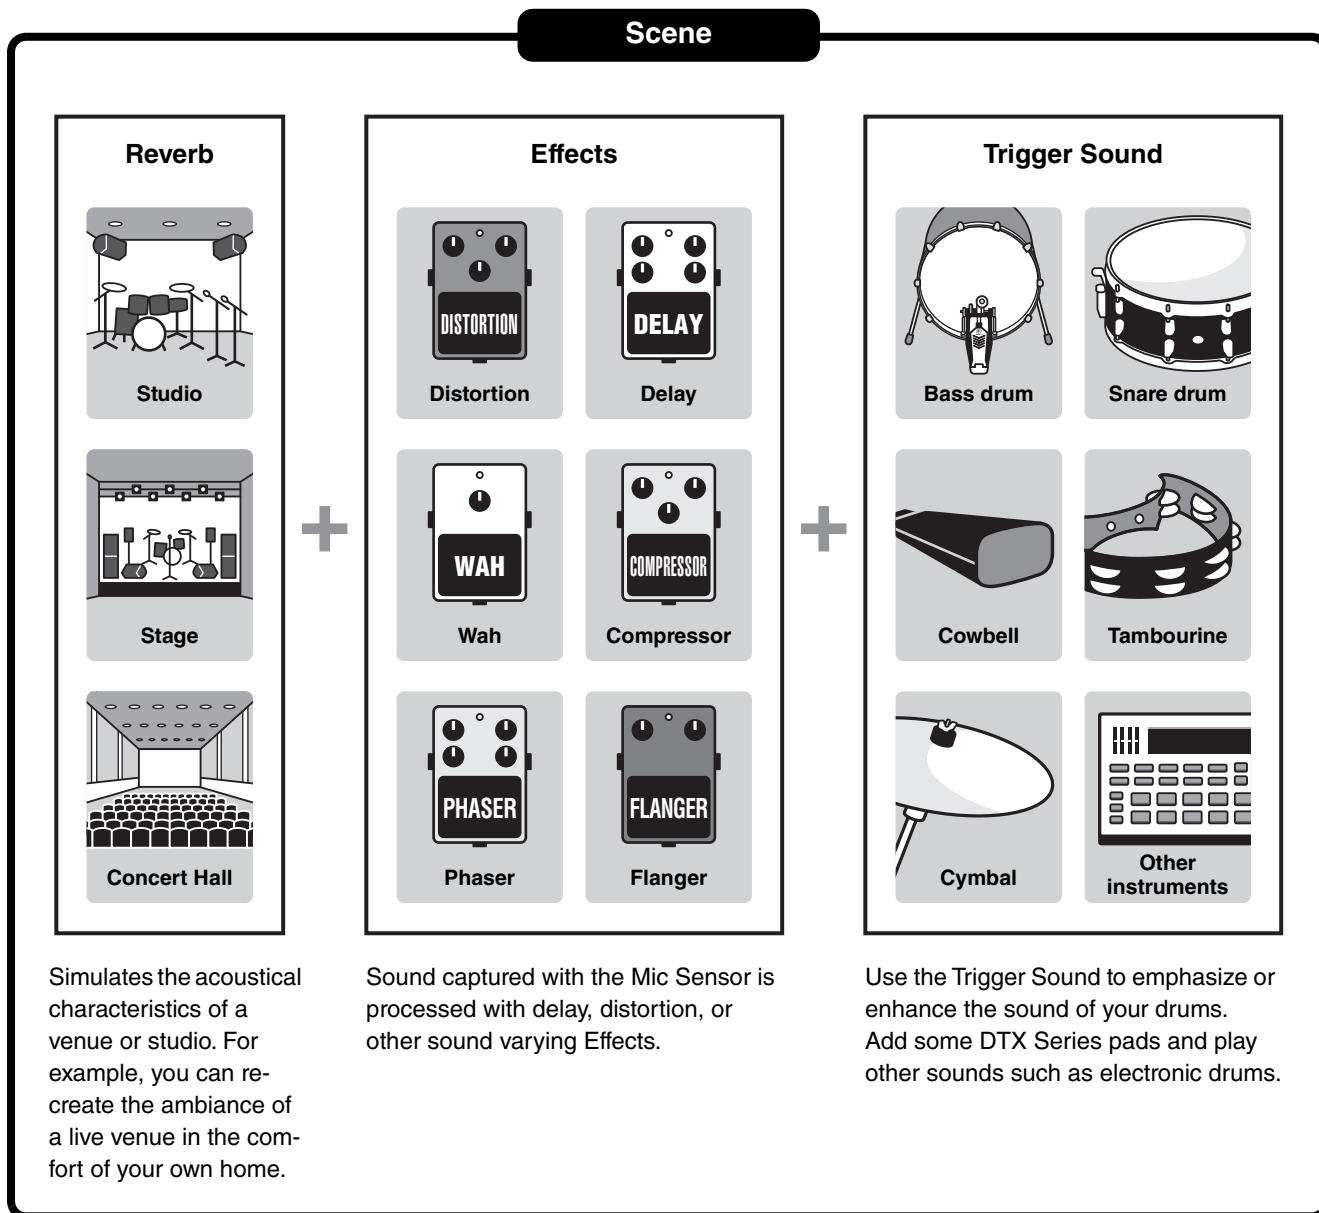 Scene
Reverb
Studio
Stage
Concert Hall
Simulates the acoustical
characteristics of a
venue or studio. For
example, you can re-
create the ambiance of
a live venue in the com-
fort of your own home.
Effects
DISTORTION
Distortion
DELAY
Delay
WAH
Wah
COMPRESSOR
Compressor
PHASER
Phaser
FLANGER
Flanger
Sound captured with the Mic Sensor is
processed with delay, distortion, or
other sound varying Effects.
Trigger Sound
Bass drum
Snare drum
Cowbell
Tambourine
Cymbal
Other
instruments
Use the Trigger Sound to emphasize or
enhance the sound of your drums.
Add some DTX Series pads and play
other sounds such as electronic drums.